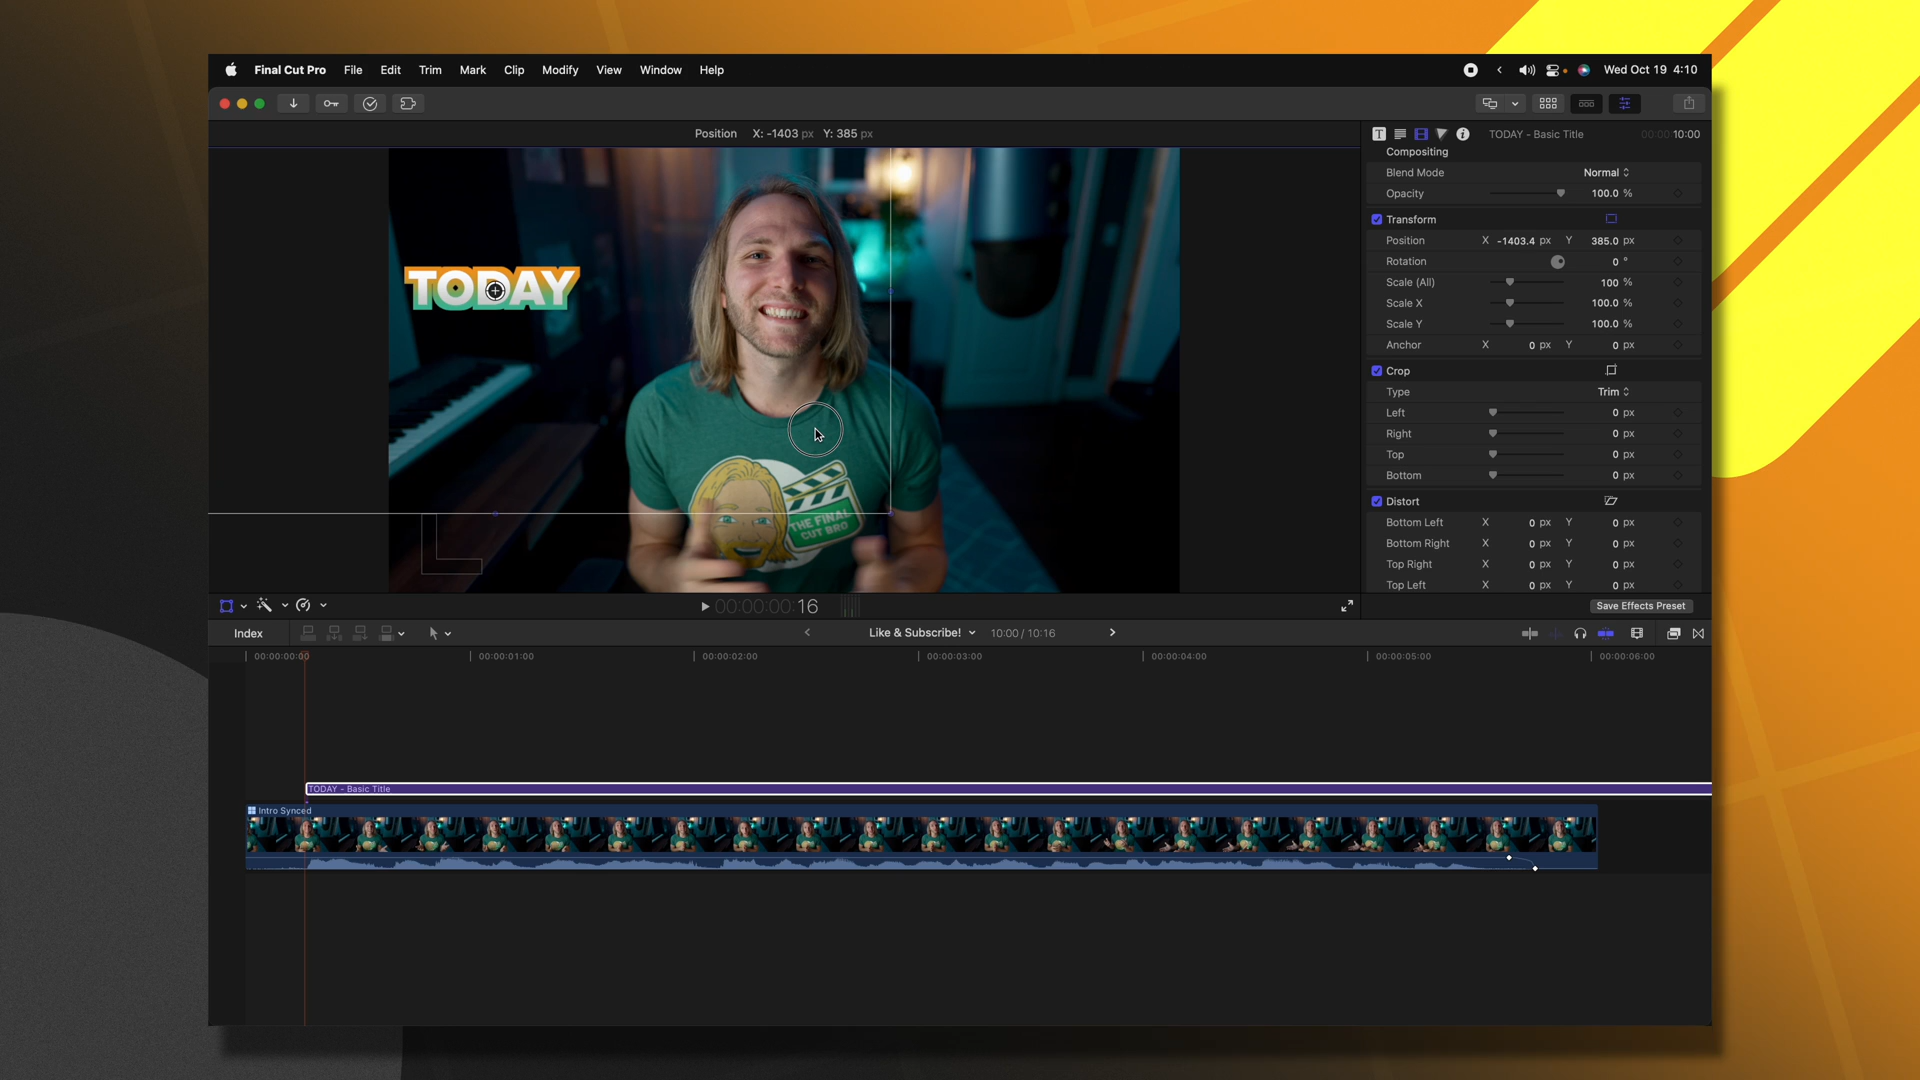 Final Cut Pro File Edit Trim Mark Clip Modify View Window Help
Wed Oct 19 4:10
Position X: -1403 px Y: 385 px
T
TODAY - Basic Title 00:00:10:00
Compositing
Blend Mode Normal
Opacity 100.0 %
Transform
Position X -1403.4 px Y 385.0 px
Rotation 0 °
Scale (All) 100 %
Scale X 100.0 %
Scale Y 100.0 %
Anchor X 0 px Y 0 px
Crop
Type Trim
Left 0 px
Right 0 px
Top 0 px
Bottom 0 px
Distort
Bottom Left X 0 px Y 0 px
Bottom Right X 0 px Y 0 px
Top Right X 0 px Y 0 px
Top Left X 0 px Y 0 px
TODAY
THE FINAL
CUT BRO
00:00:00:16
Save Effects Preset
Index
Like & Subscribe! 10:00 / 10:16
00:00:00:00 00:00:01:00 00:00:02:00 00:00:03:00 00:00:04:00 00:00:05:00 00:00:06:00
TODAY - Basic Title
Intro Synced